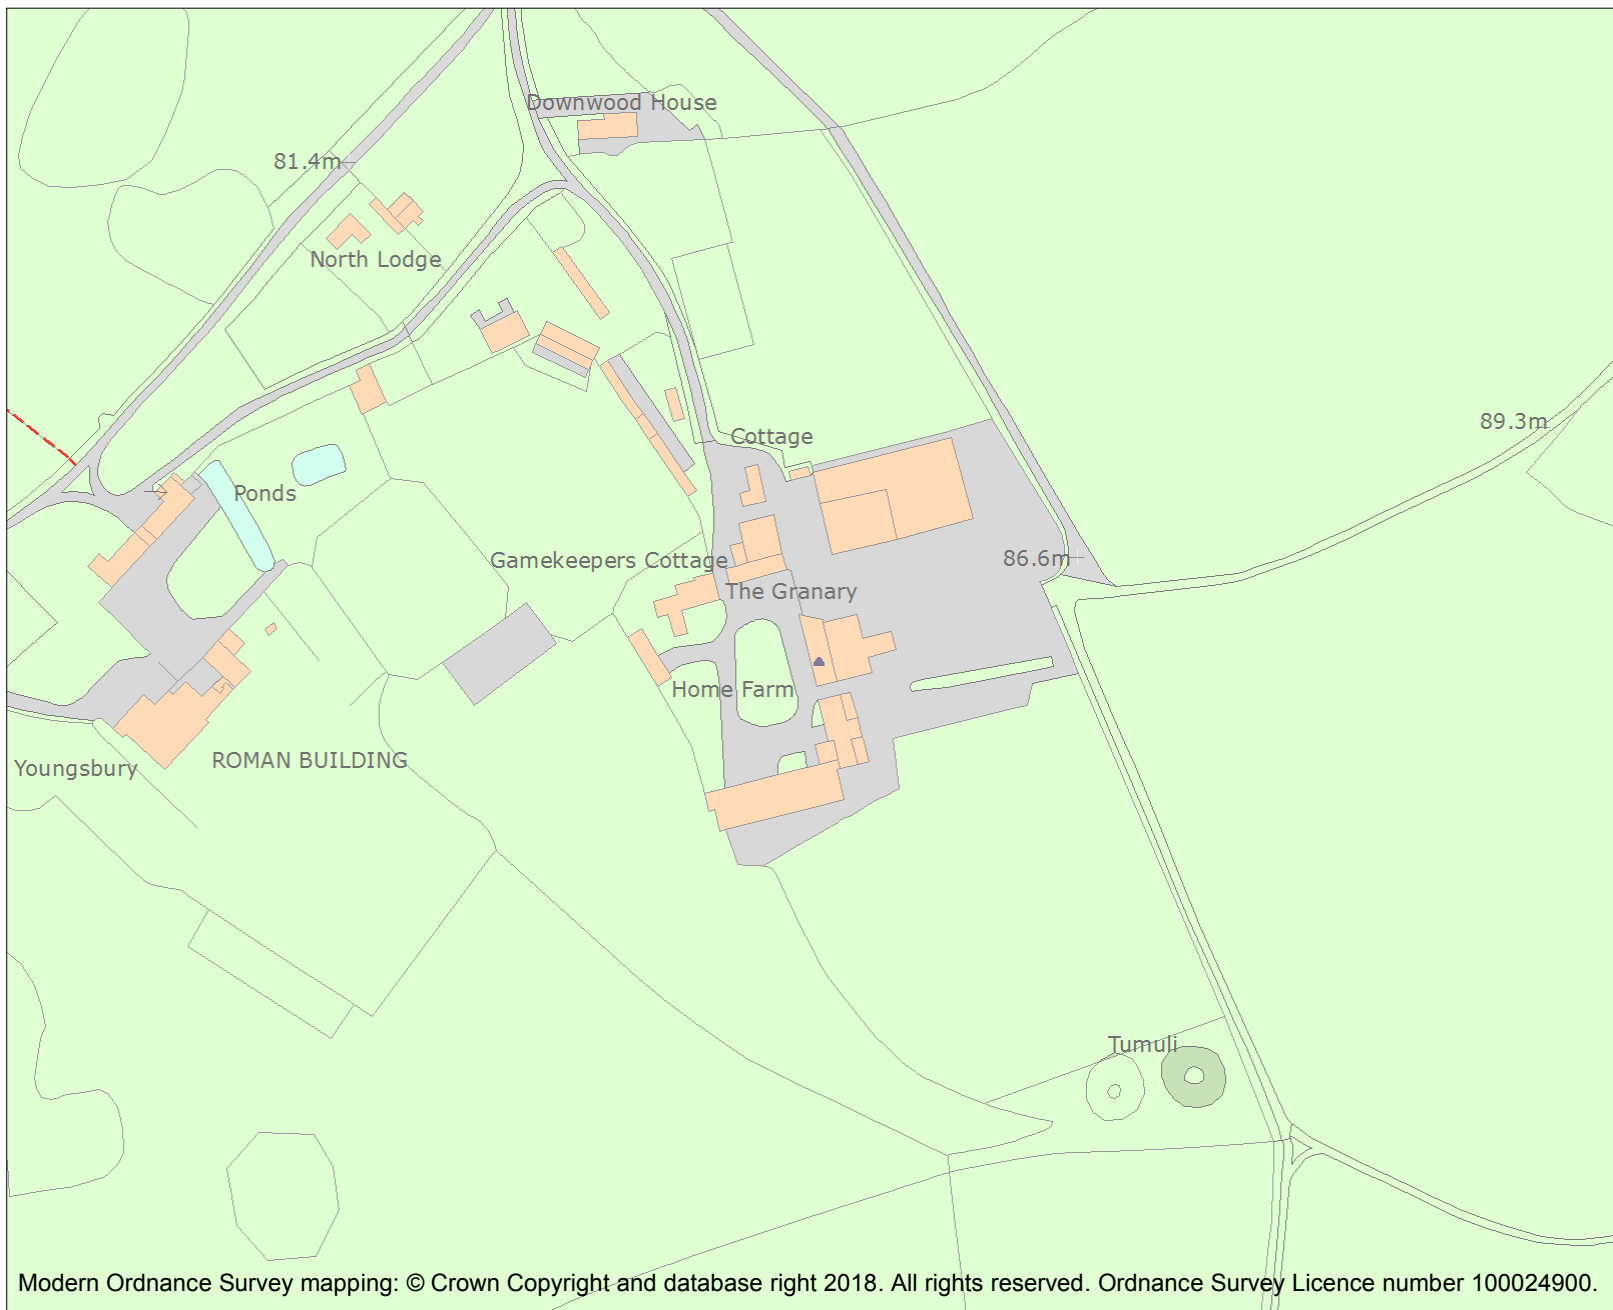 Downwood House
81.4m
North Lodge
89.3m
Cottage
Ponds
Gamekeepers Cottage
86.6m
The Granary
Home Farm
ROMAN BUILDING
Youngsbury
Tumuli
Modern Ordnance Survey mapping: © Crown Copyright and database right 2018. All rights reserved. Ordnance Survey Licence number 100024900.